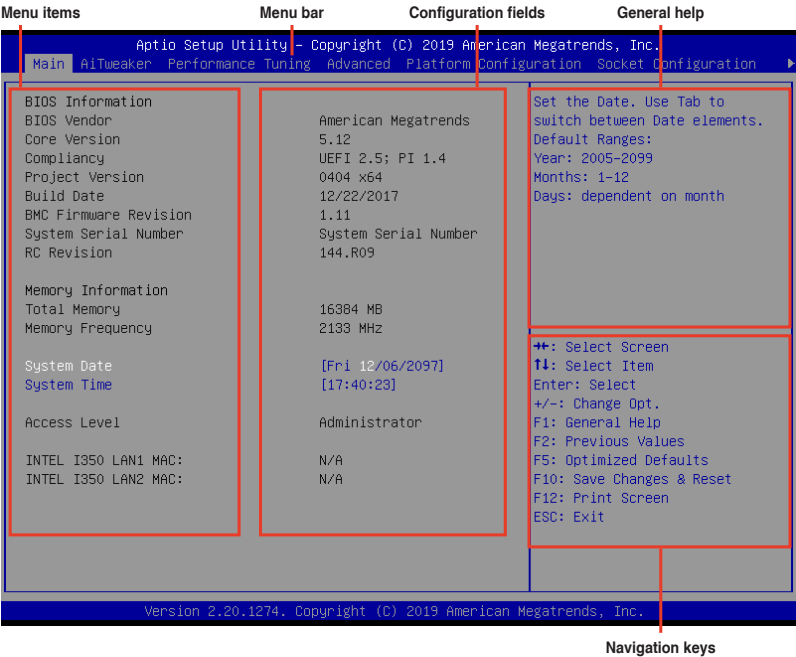 Menu items Menu bar Configuration fields General help
Aptio Setup Utility – Copyright (C) 2019 American Megatrends, Inc.
Main AiTweaker Performance Tuning Advanced Platform Configuration Socket Configuration
BIOS Information
BIOS Vendor American Megatrends
Core Version 5.12
Compliancy UEFI 2.5; PI 1.4
Project Version 0404 x64
Build Date 12/22/2017
BMC Firmware Revision 1.11
System Serial Number System Serial Number
RC Revision 144.R09
Memory Information
Total Memory 16384 MB
Memory Frequency 2133 MHz
System Date [Fri 12/06/2097]
System Time [17:40:23]
Access Level Administrator
INTEL I350 LAN1 MAC: N/A
INTEL I350 LAN2 MAC: N/A
Set the Date. Use Tab to
switch between Date elements.
Default Ranges:
Year: 2005-2099
Months: 1-12
Days: dependent on month
→←: Select Screen
↑↓: Select Item
Enter: Select
+/-: Change Opt.
F1: General Help
F2: Previous Values
F5: Optimized Defaults
F10: Save Changes & Reset
F12: Print Screen
ESC: Exit
Version 2.20.1274. Copyright (C) 2019 American Megatrends, Inc.
Navigation keys